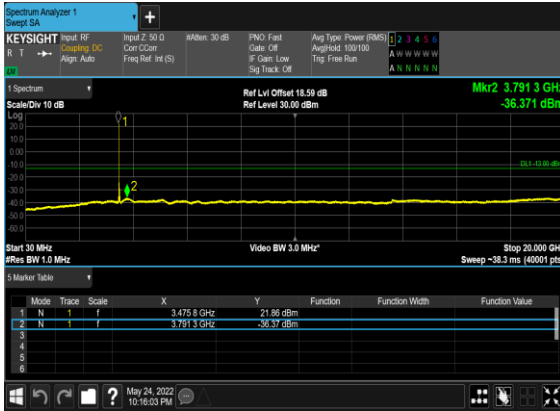 Spectrum Analyzer 1
Swept SA
KEYSIGHT Input: RF Input Z: 50 Ω #Atten: 30 dB PNO: Fast Avg Type: Power (RMS) 1 2 3 4 5 6
R T Coupling: DC Corr CCorr Gate: Off Avg|Hold: 100/100 A W W W W W
Align: Auto Freq Ref: Int (S) IF Gain: Low Trig: Free Run
Sig Track: Off A N N N N N
LXI
1 Spectrum Ref Lvl Offset 18.59 dB Mkr2 3.791 3 GHz
Scale/Div 10 dB Ref Level 30.00 dBm -36.371 dBm
Log
20.0
10.0
0.00
-10.0
DL1 -13.00 dBm
-20.0
-30.0
-40.0
-50.0
-60.0
1
2
Start 30 MHz Video BW 3.0 MHz* Stop 20.000 GHz
#Res BW 1.0 MHz Sweep ~38.3 ms (40001 pts)
5 Marker Table
Mode Trace Scale X Y Function Function Width Function Value
1 N 1 f 3.475 8 GHz 21.86 dBm
2 N 1 f 3.791 3 GHz -36.37 dBm
3
4
5
6
? May 24, 2022
10:16:03 PM